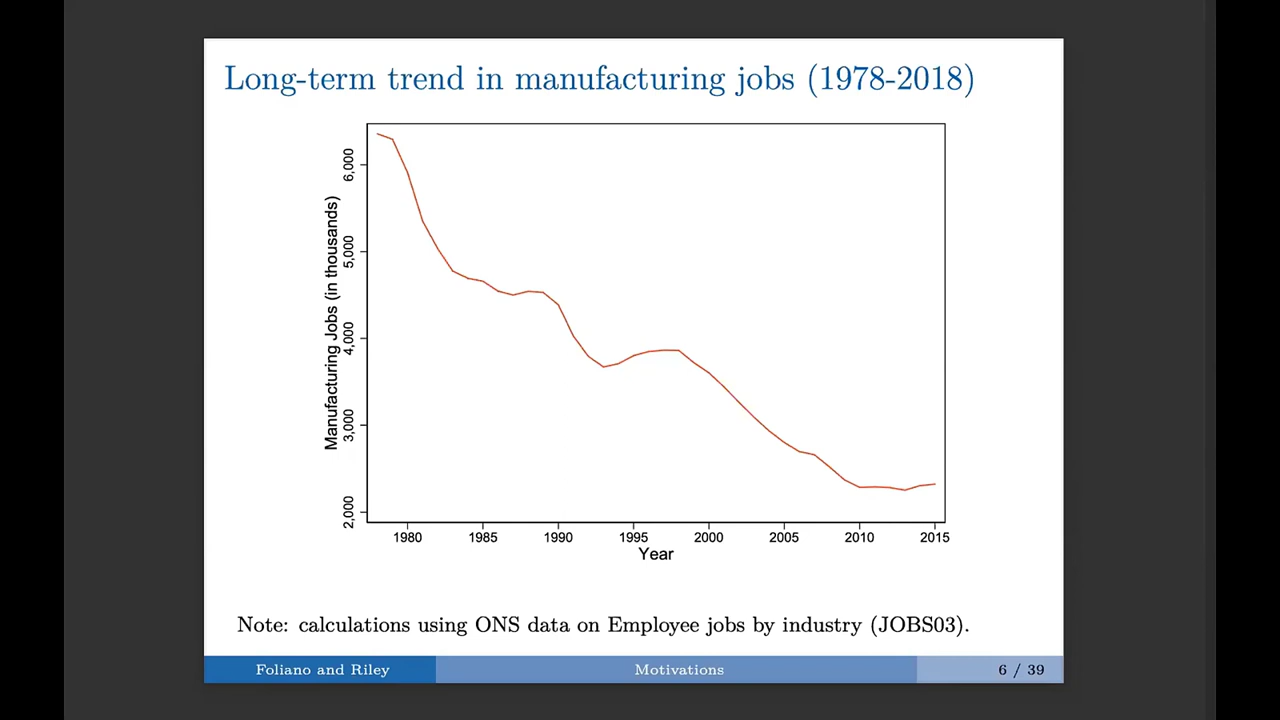 Long-term trend in manufacturing jobs (1978-2018)
Manufacturing Jobs (in thousands)
6,000
5,000
4,000
3,000
2,000
1980 1985 1990 1995 2000 2005 2010 2015
Year
Note: calculations using ONS data on Employee jobs by industry (JOBS03).
Foliano and Riley Motivations 6 / 39